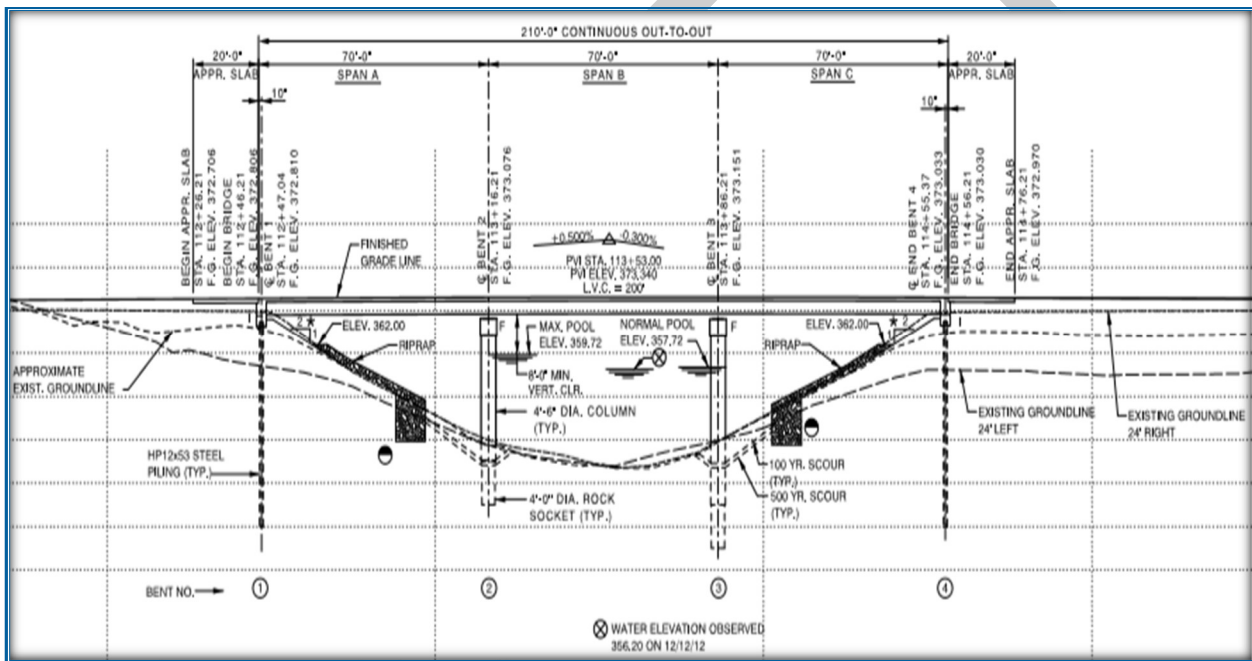 210'-0" CONTINUOUS OUT-TO-OUT
20'-0"
APPR. SLAB
70'-0"
SPAN A
70'-0"
SPAN B
70'-0"
SPAN C
20'-0"
APPR. SLAB
10"
10"
BEGIN APPR. SLAB
STA. 112+26.21
F.G. ELEV. 372.706
BEGIN BRIDGE
STA. 112+46.21
F.G. ELEV. 372.806
℄ BENT 1
STA. 112+47.04
F.G. ELEV. 372.810
℄ BENT 2
STA. 113+16.21
F.G. ELEV. 373.076
℄ BENT 3
STA. 113+86.21
F.G. ELEV. 373.151
℄ END BENT 4
STA. 114+55.37
F.G. ELEV. 373.033
END BRIDGE
STA. 114+56.21
F.G. ELEV. 373.030
END APPR. SLAB
STA. 114+76.21
F.G. ELEV. 372.970
+0.500%
-0.300%
PVI STA. 113+53.00
PVI ELEV. 373.340
L.V.C. = 200'
FINISHED
GRADE LINE
I
2
*
1
ELEV. 362.00
RIPRAP
F
MAX. POOL
ELEV. 359.72
NORMAL POOL
ELEV. 357.72
F
ELEV. 362.00
*
2
1
I
RIPRAP
8'-0" MIN.
VERT. CLR.
APPROXIMATE
EXIST. GROUNDLINE
4'-6" DIA. COLUMN
(TYP.)
EXISTING GROUNDLINE
24' LEFT
EXISTING GROUNDLINE
24' RIGHT
HP12x53 STEEL
PILING (TYP.)
100 YR. SCOUR
(TYP.)
500 YR. SCOUR
(TYP.)
4'-0" DIA. ROCK
SOCKET (TYP.)
BENT NO.
1
2
3
4
WATER ELEVATION OBSERVED
356.20 ON 12/12/12